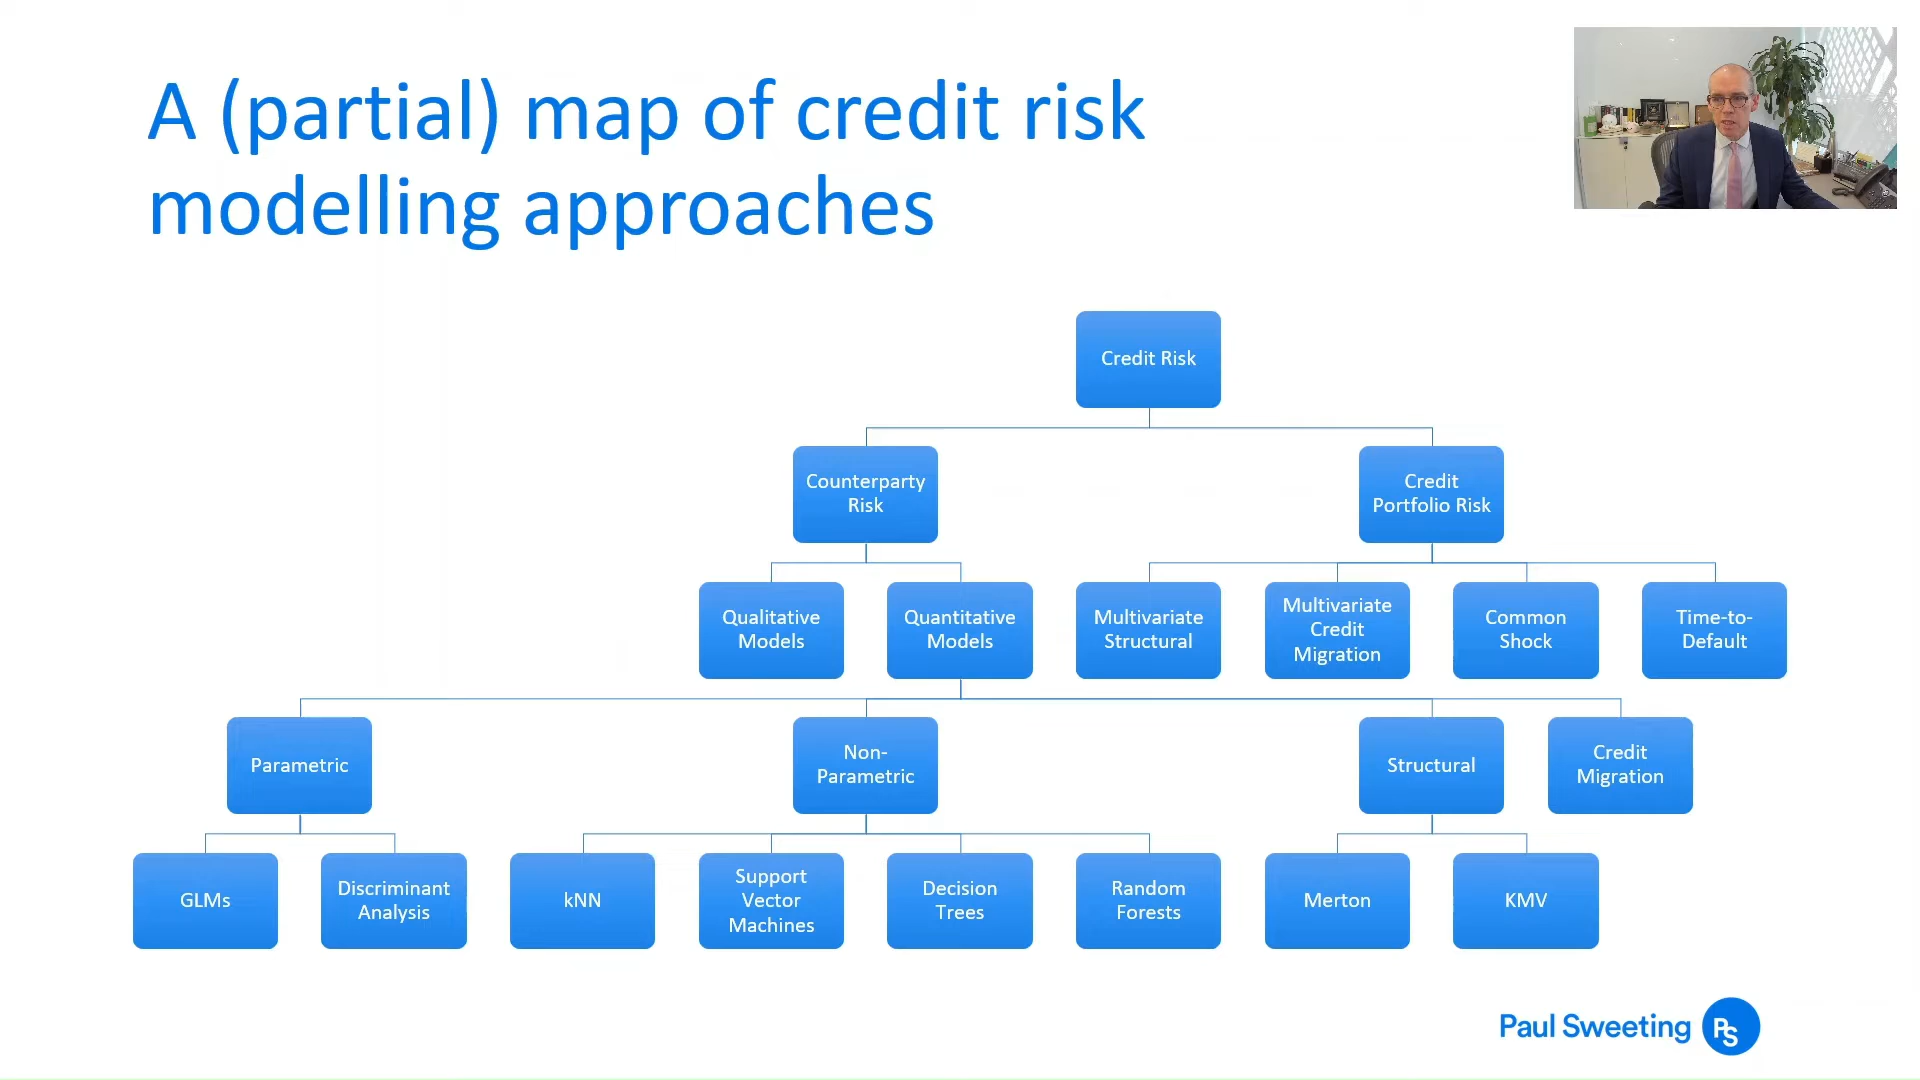 A (partial) map of credit risk
modelling approaches
Credit Risk
Counterparty
Risk
Credit
Portfolio Risk
Qualitative
Models
Quantitative
Models
Multivariate
Structural
Multivariate
Credit
Migration
Common
Shock
Time-to-
Default
Parametric
Non-
Parametric
Structural
Credit
Migration
GLMs
Discriminant
Analysis
kNN
Support
Vector
Machines
Decision
Trees
Random
Forests
Merton
KMV
Paul Sweeting
PS